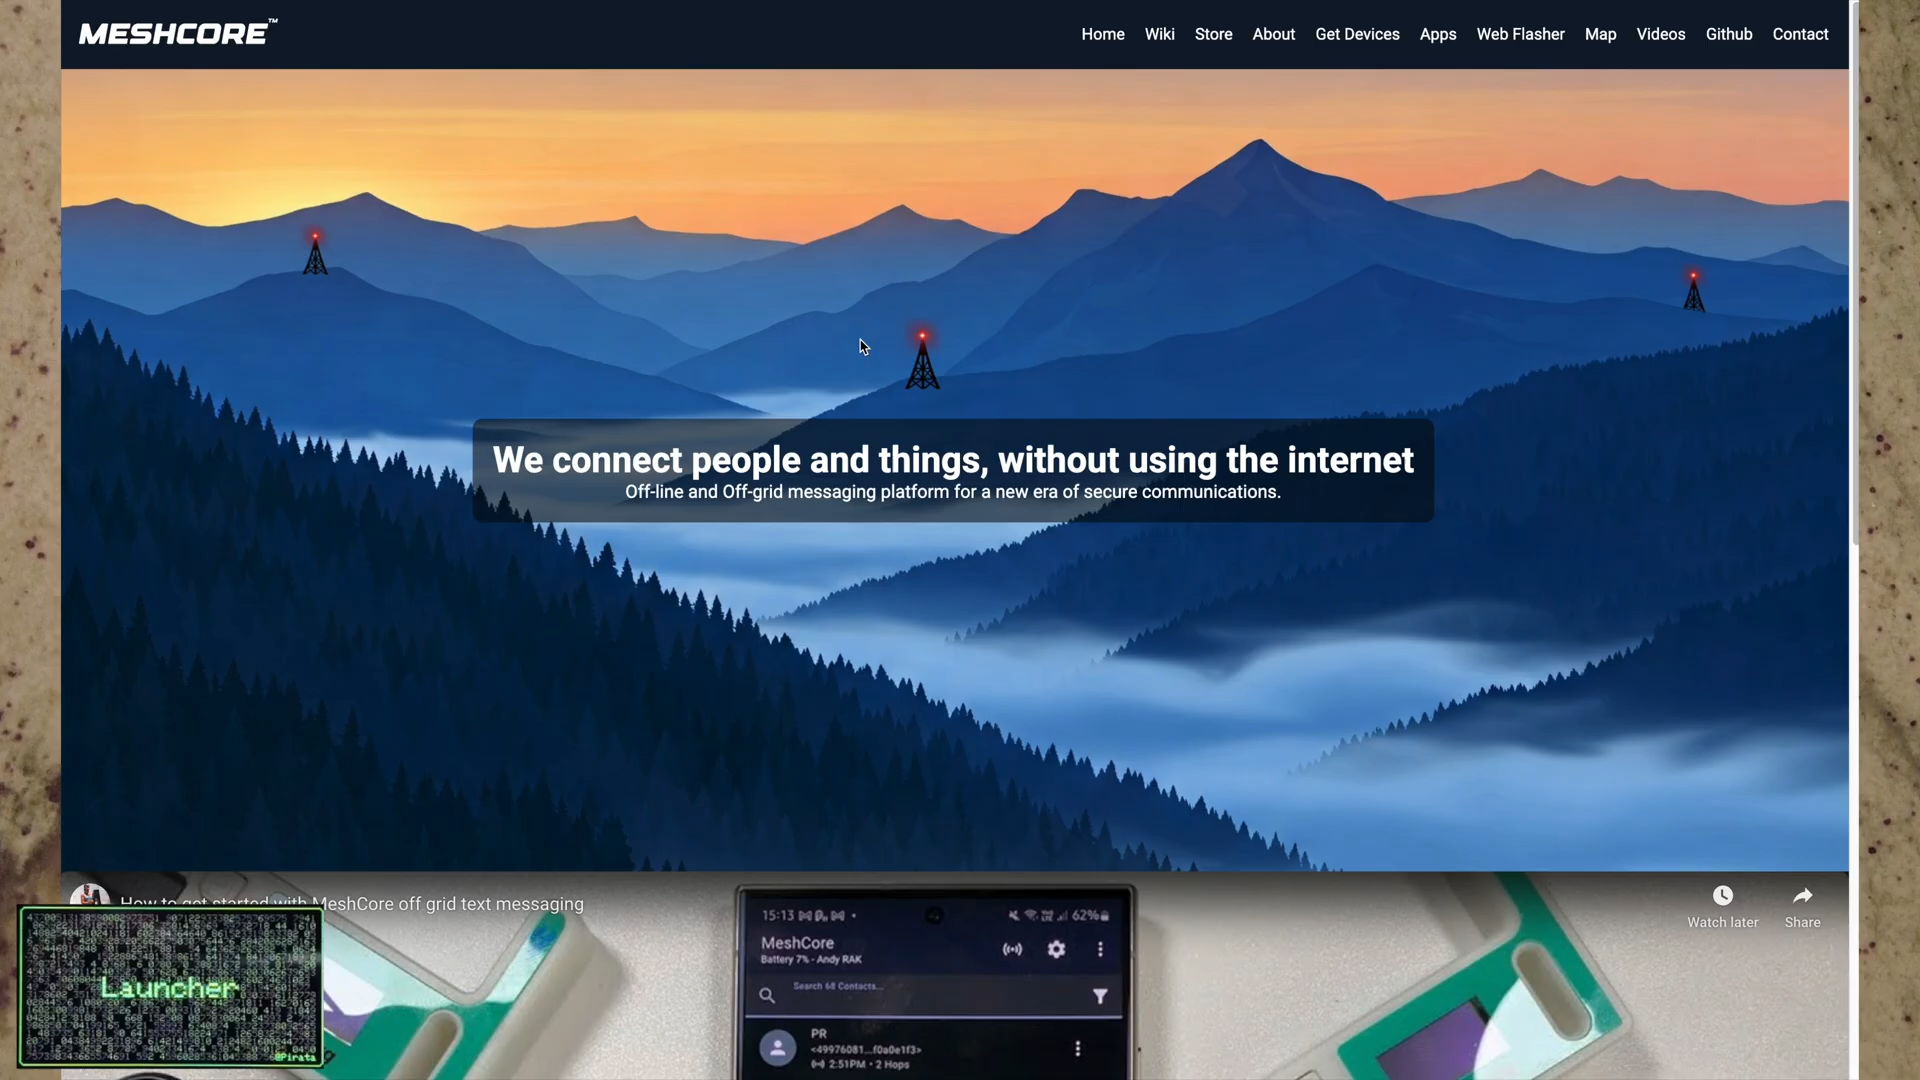 MESHCORE™
Home Wiki Store About Get Devices Apps Web Flasher Map Videos Github Contact
We connect people and things, without using the internet
Off-line and Off-grid messaging platform for a new era of secure communications.
How to get started with MeshCore off grid text messaging
Watch later
Share
15:13
62%
MeshCore
Battery 7% - Andy RAK
Search 68 Contacts...
PR
<49976081...f0a0e1f3>
2:51PM • 2 Hops
Launcher
@Pirata